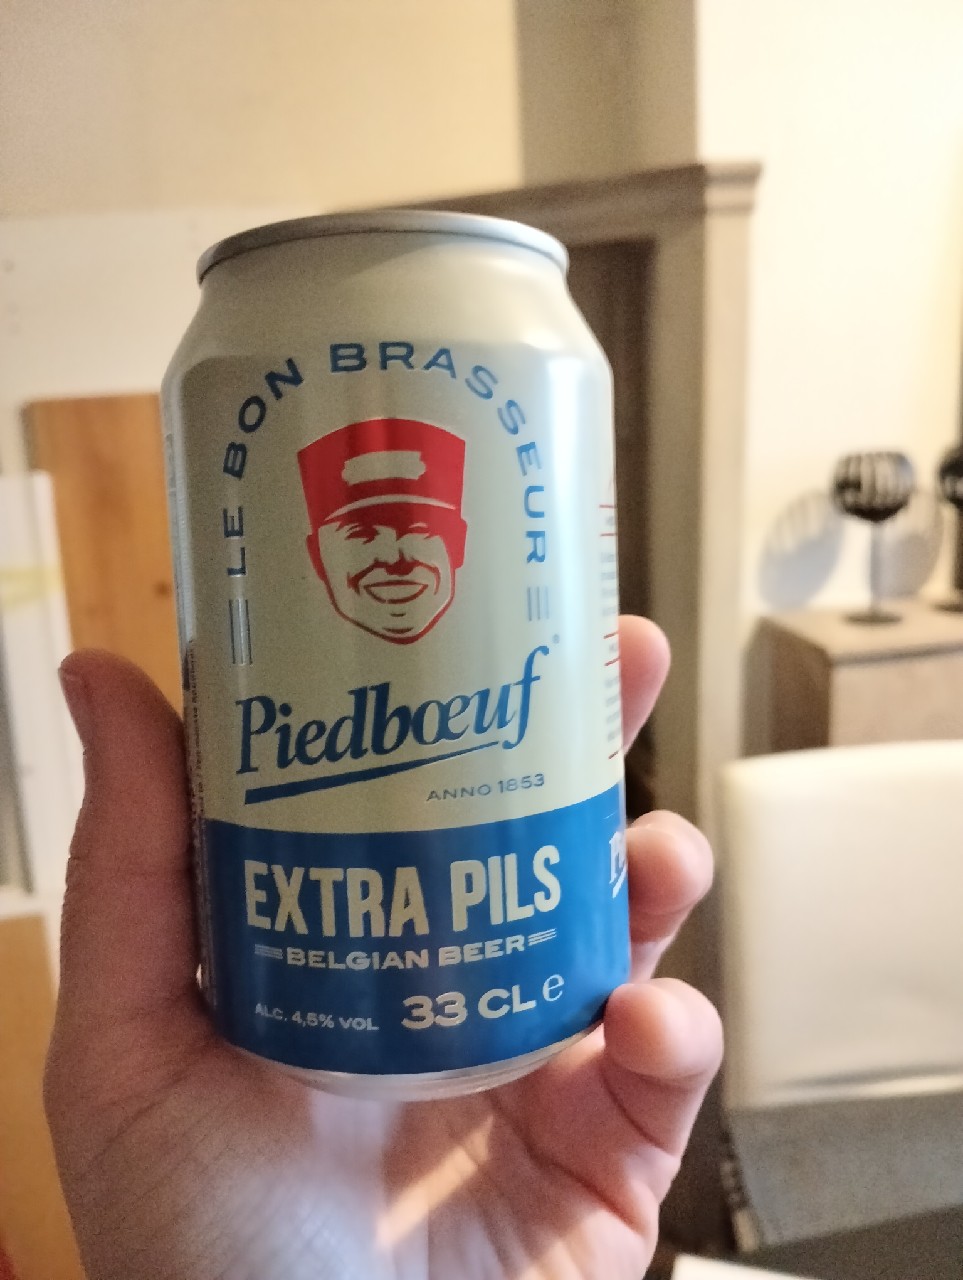 LE BON BRASSEUR
Piedbœuf
ANNO 1853
EXTRA PILS
BELGIAN BEER
ALC. 4,5% VOL 33 CL e